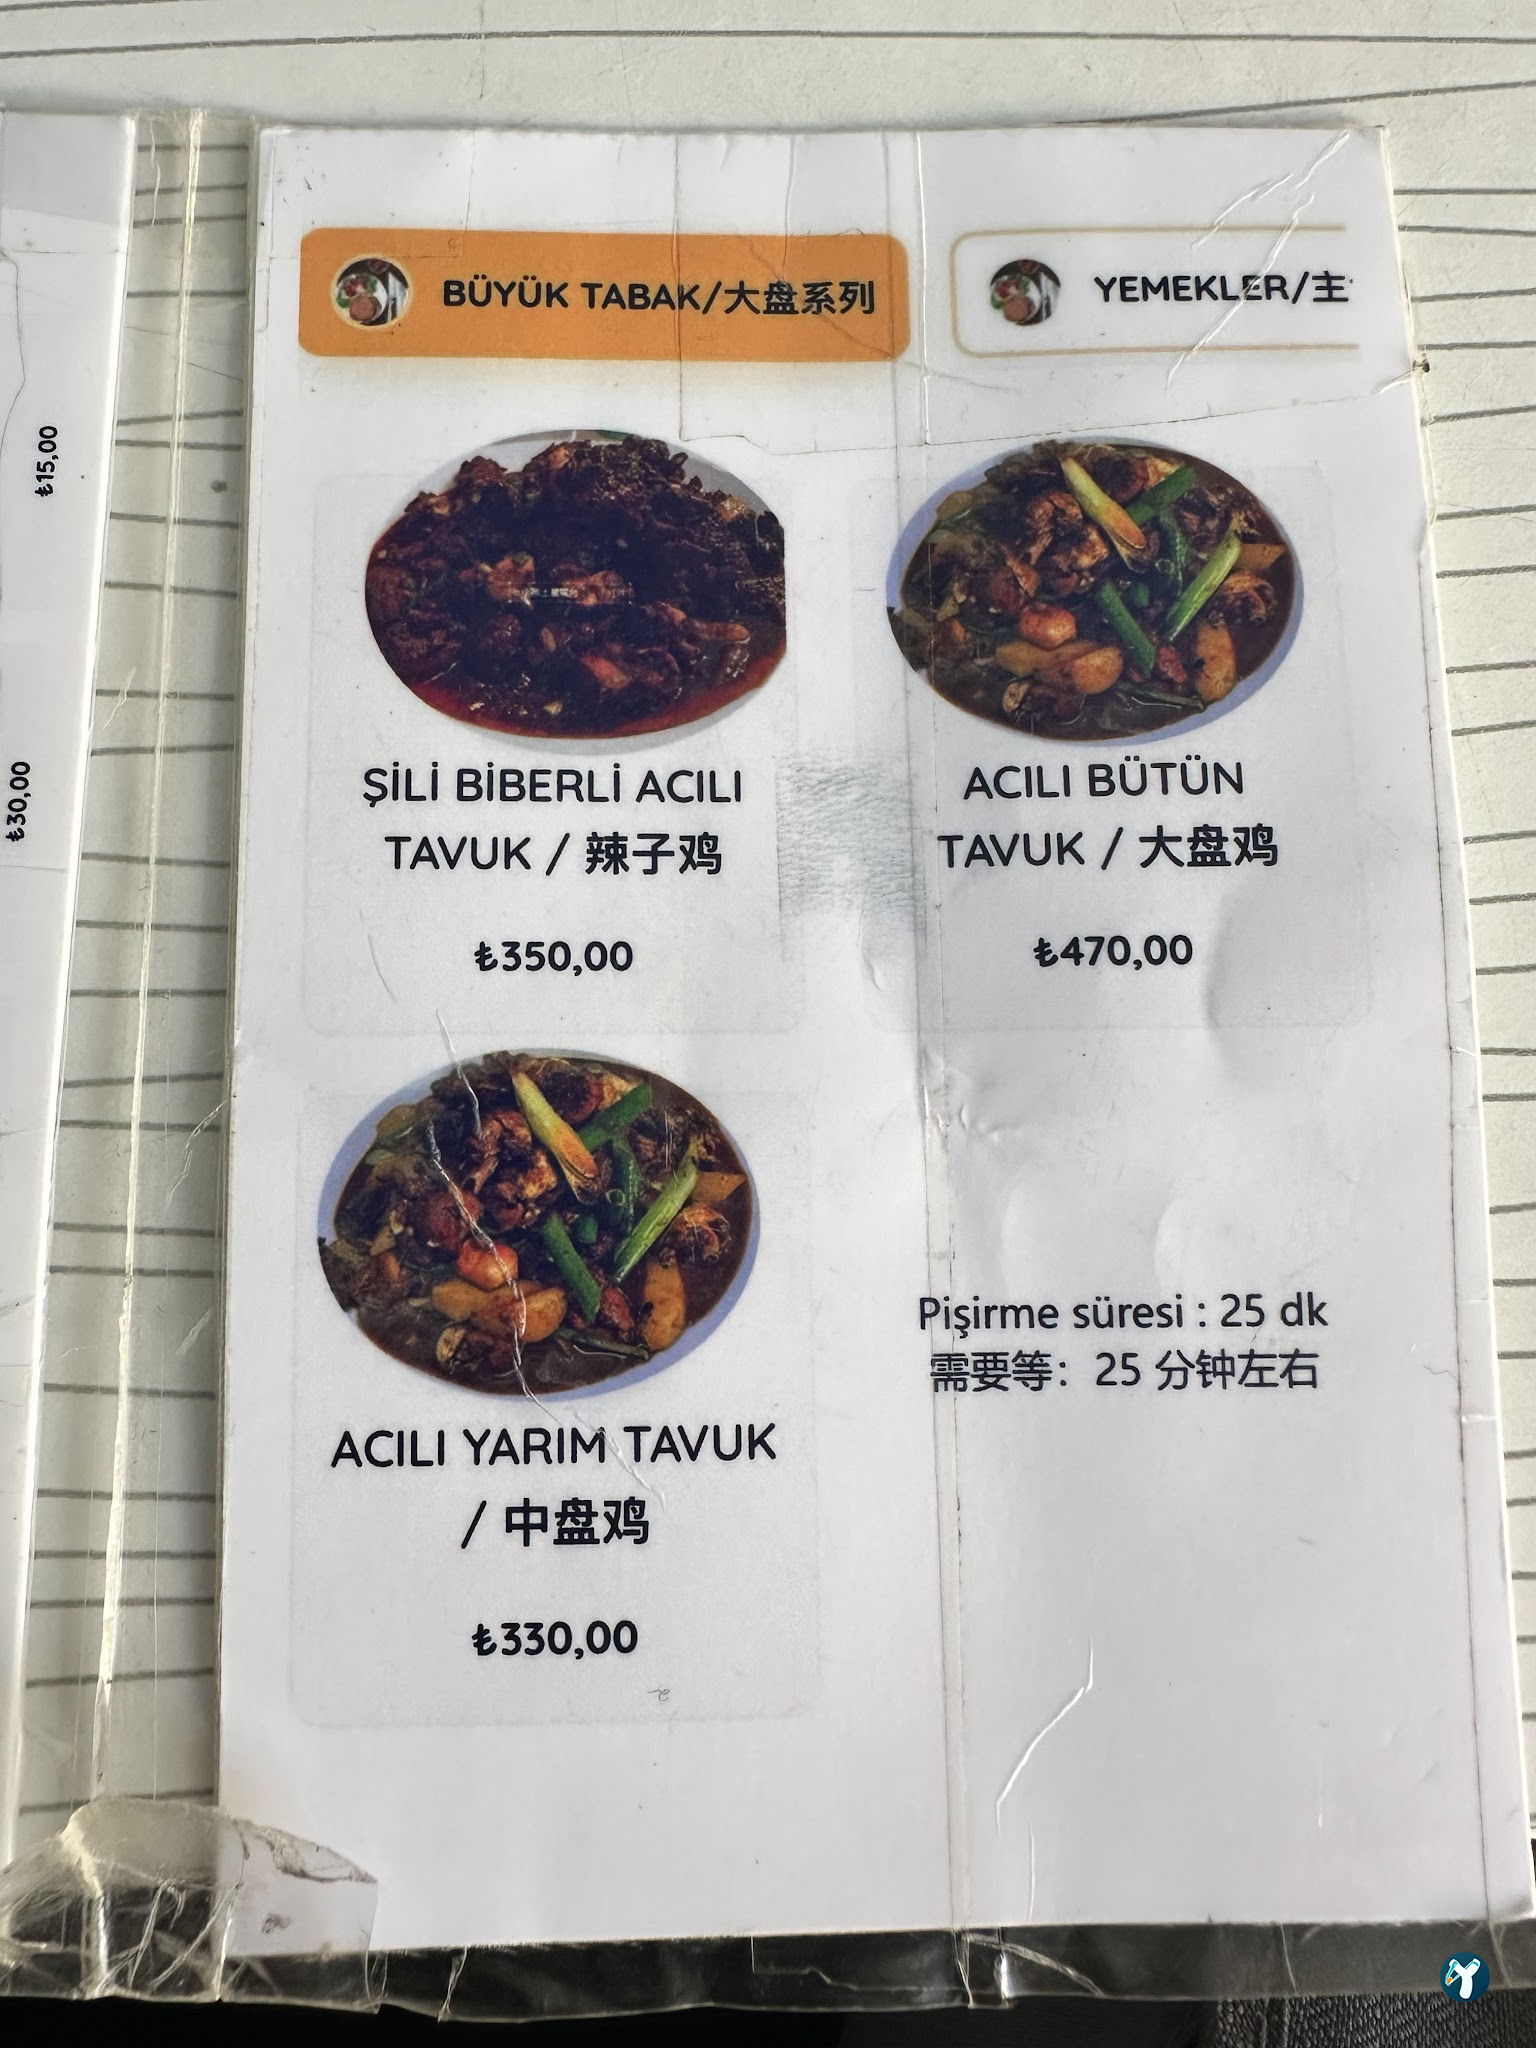 ₺15,00
₺30,00
BÜYÜK TABAK/大盘系列
YEMEKLER/主
ŞİLİ BİBERLİ ACILI
TAVUK / 辣子鸡
₺350,00
ACILI BÜTÜN
TAVUK / 大盘鸡
₺470,00
ACILI YARIM TAVUK
/ 中盘鸡
₺330,00
Pişirme süresi : 25 dk
需要等：25 分钟左右